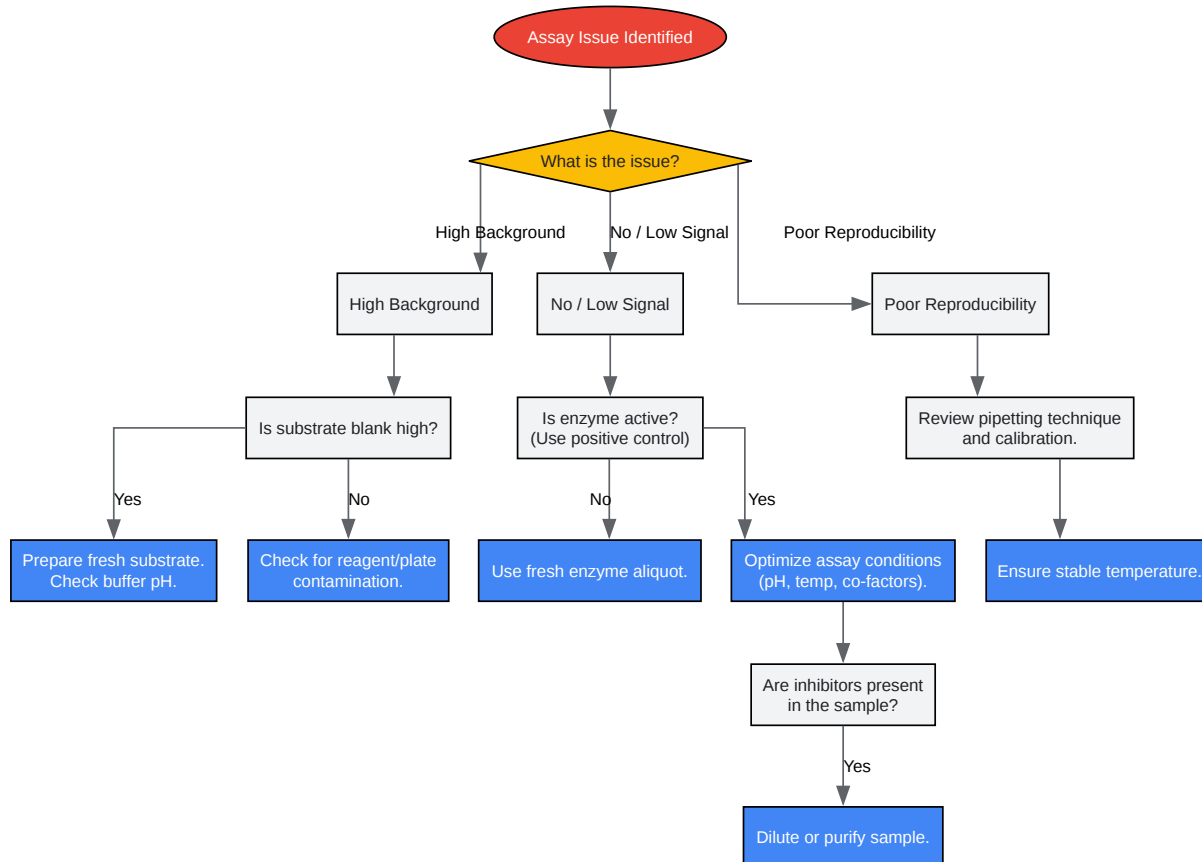 Assay Issue Identified
What is the issue?
High Background
No / Low Signal
Poor Reproducibility
High Background
No / Low Signal
Poor Reproducibility
Is substrate blank high?
Is enzyme active?
(Use positive control)
Review pipetting technique
and calibration.
Yes
No
No
Yes
Prepare fresh substrate.
Check buffer pH.
Check for reagent/plate
contamination.
Use fresh enzyme aliquot.
Optimize assay conditions
(pH, temp, co-factors).
Ensure stable temperature.
Are inhibitors present
in the sample?
Yes
Dilute or purify sample.